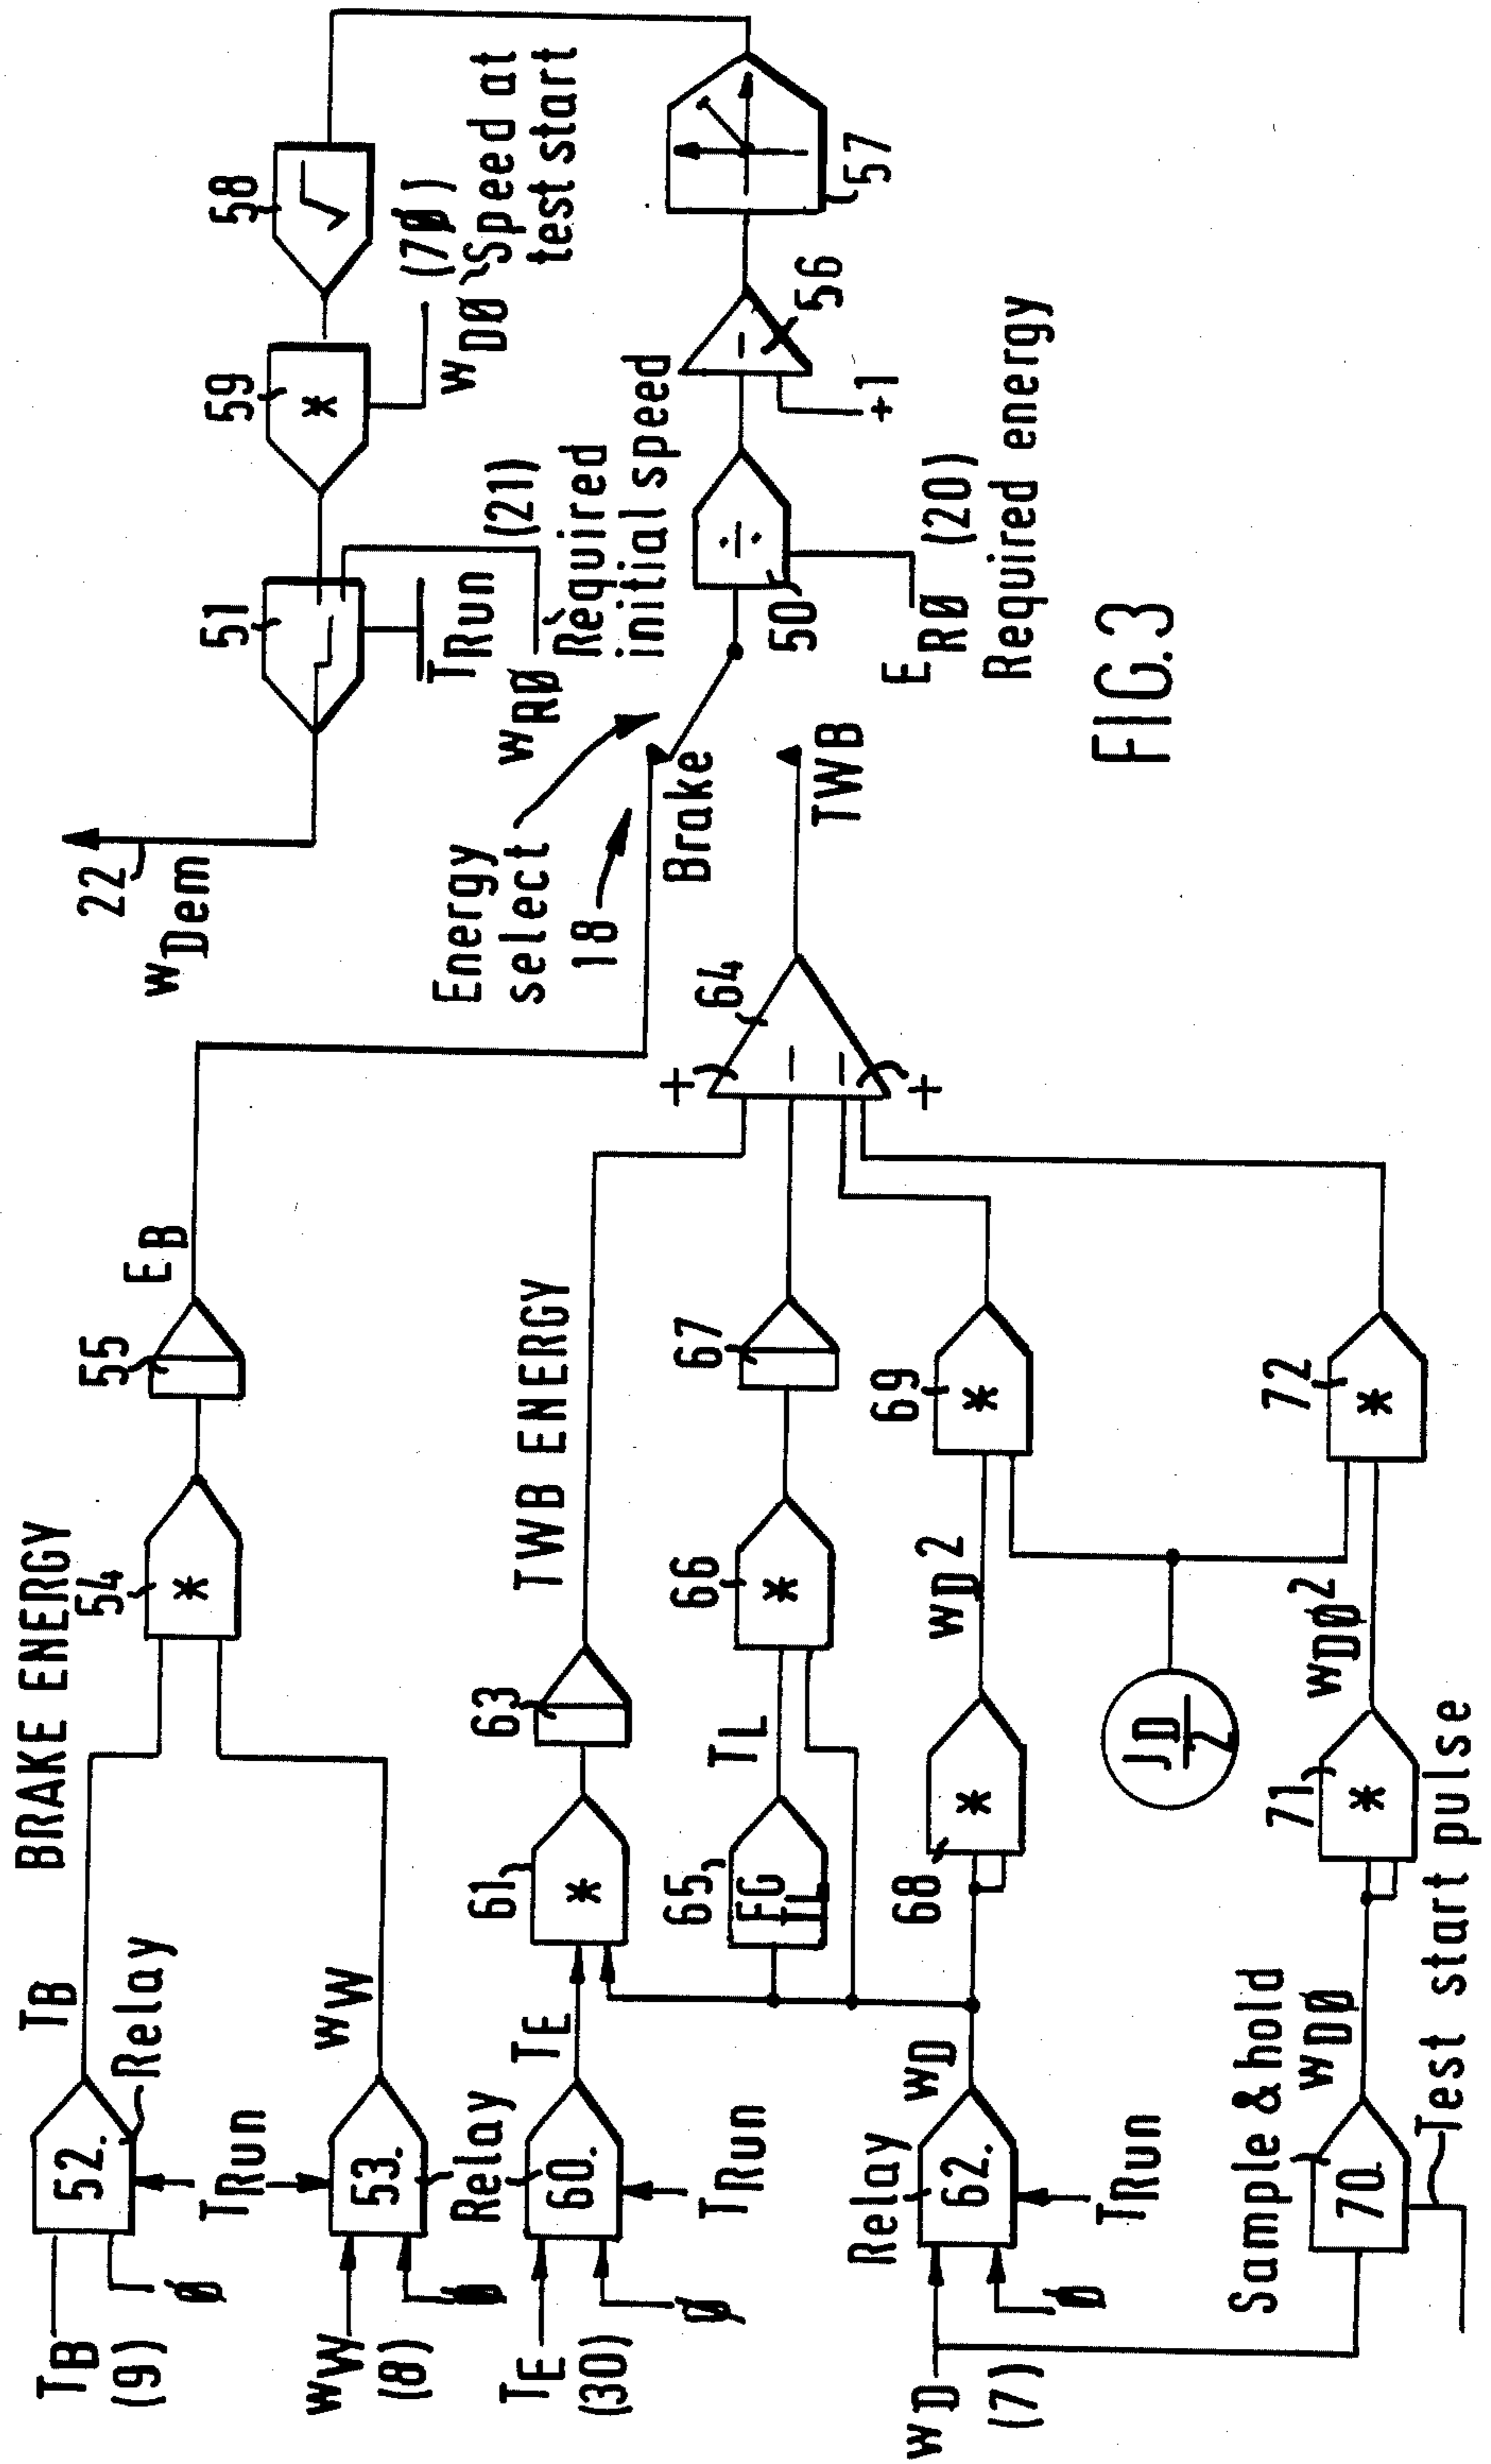 BRAKE ENERGY
TB
(9)
Ø
52.
TRun
Relay
TB
wW
(8)
Ø
53.
Relay
wW
54
*
55
EB
TWB ENERGY
TE
(30)
Ø
60.
TRun
TE
61
*
63
65
FG
TL
TL
66
*
67
wD
(7)
Ø
Relay
62.
TRun
wD
68
*
wD2
69
*
JD
2
Sample & hold
70.
Test start pulse
wDØ
71
*
wDØ2
72
*
+
–
–
+
64
TWB
Brake
18
Energy
select
22
wDem
51
TRun
wRØ (21)
Required
initial speed
59
*
58
wDØ (7Ø)
Speed at
test start
50
÷
ERØ (20)
Required energy
–
56
+1
57
FIG.3